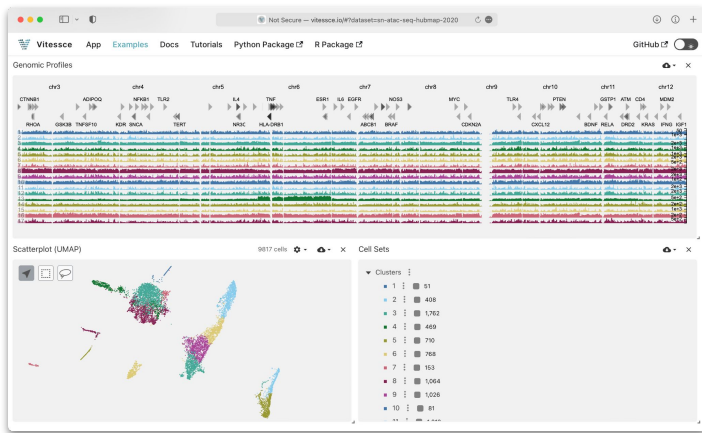 Not Secure — vitessce.io/#?dataset=sn-atac-seq-hubmap-2020
Vitessce App Examples Docs Tutorials Python Package R Package GitHub
Genomic Profiles
chr3 chr4 chr5 chr6 chr7 chr8 chr9 chr10 chr11 chr12
CTNNB1 ADIPOQ NFKB1 TLR2 IL4 TNF ESR1 IL6 EGFR NOS3 MYC TLR4 PTEN GSTP1 ATM CD4 MDM2
RHOA GSK3B TNFSF10 KDR SNCA TERT NR3C HLA-DRB1 ABCB1 BRAF CDKN2A CXCL12 BDNF RELA DRD2 KRAS IFNG IGF1
Scatterplot (UMAP) 9817 cells
Cell Sets
Clusters
1 51
2 408
3 1,762
4 469
5 710
6 768
7 153
8 1,064
9 1,026
10 81